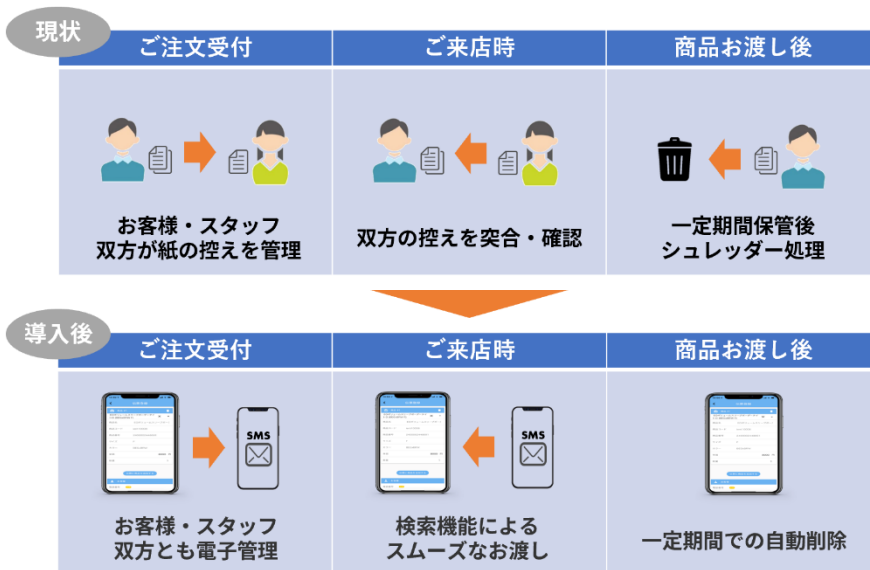 現状
ご注文受付
ご来店時
商品お渡し後
お客様・スタッフ
双方が紙の控えを管理
双方の控えを突合・確認
一定期間保管後
シュレッダー処理
導入後
ご注文受付
ご来店時
商品お渡し後
SMS
SMS
お客様・スタッフ
双方とも電子管理
検索機能による
スムーズなお渡し
一定期間での自動削除